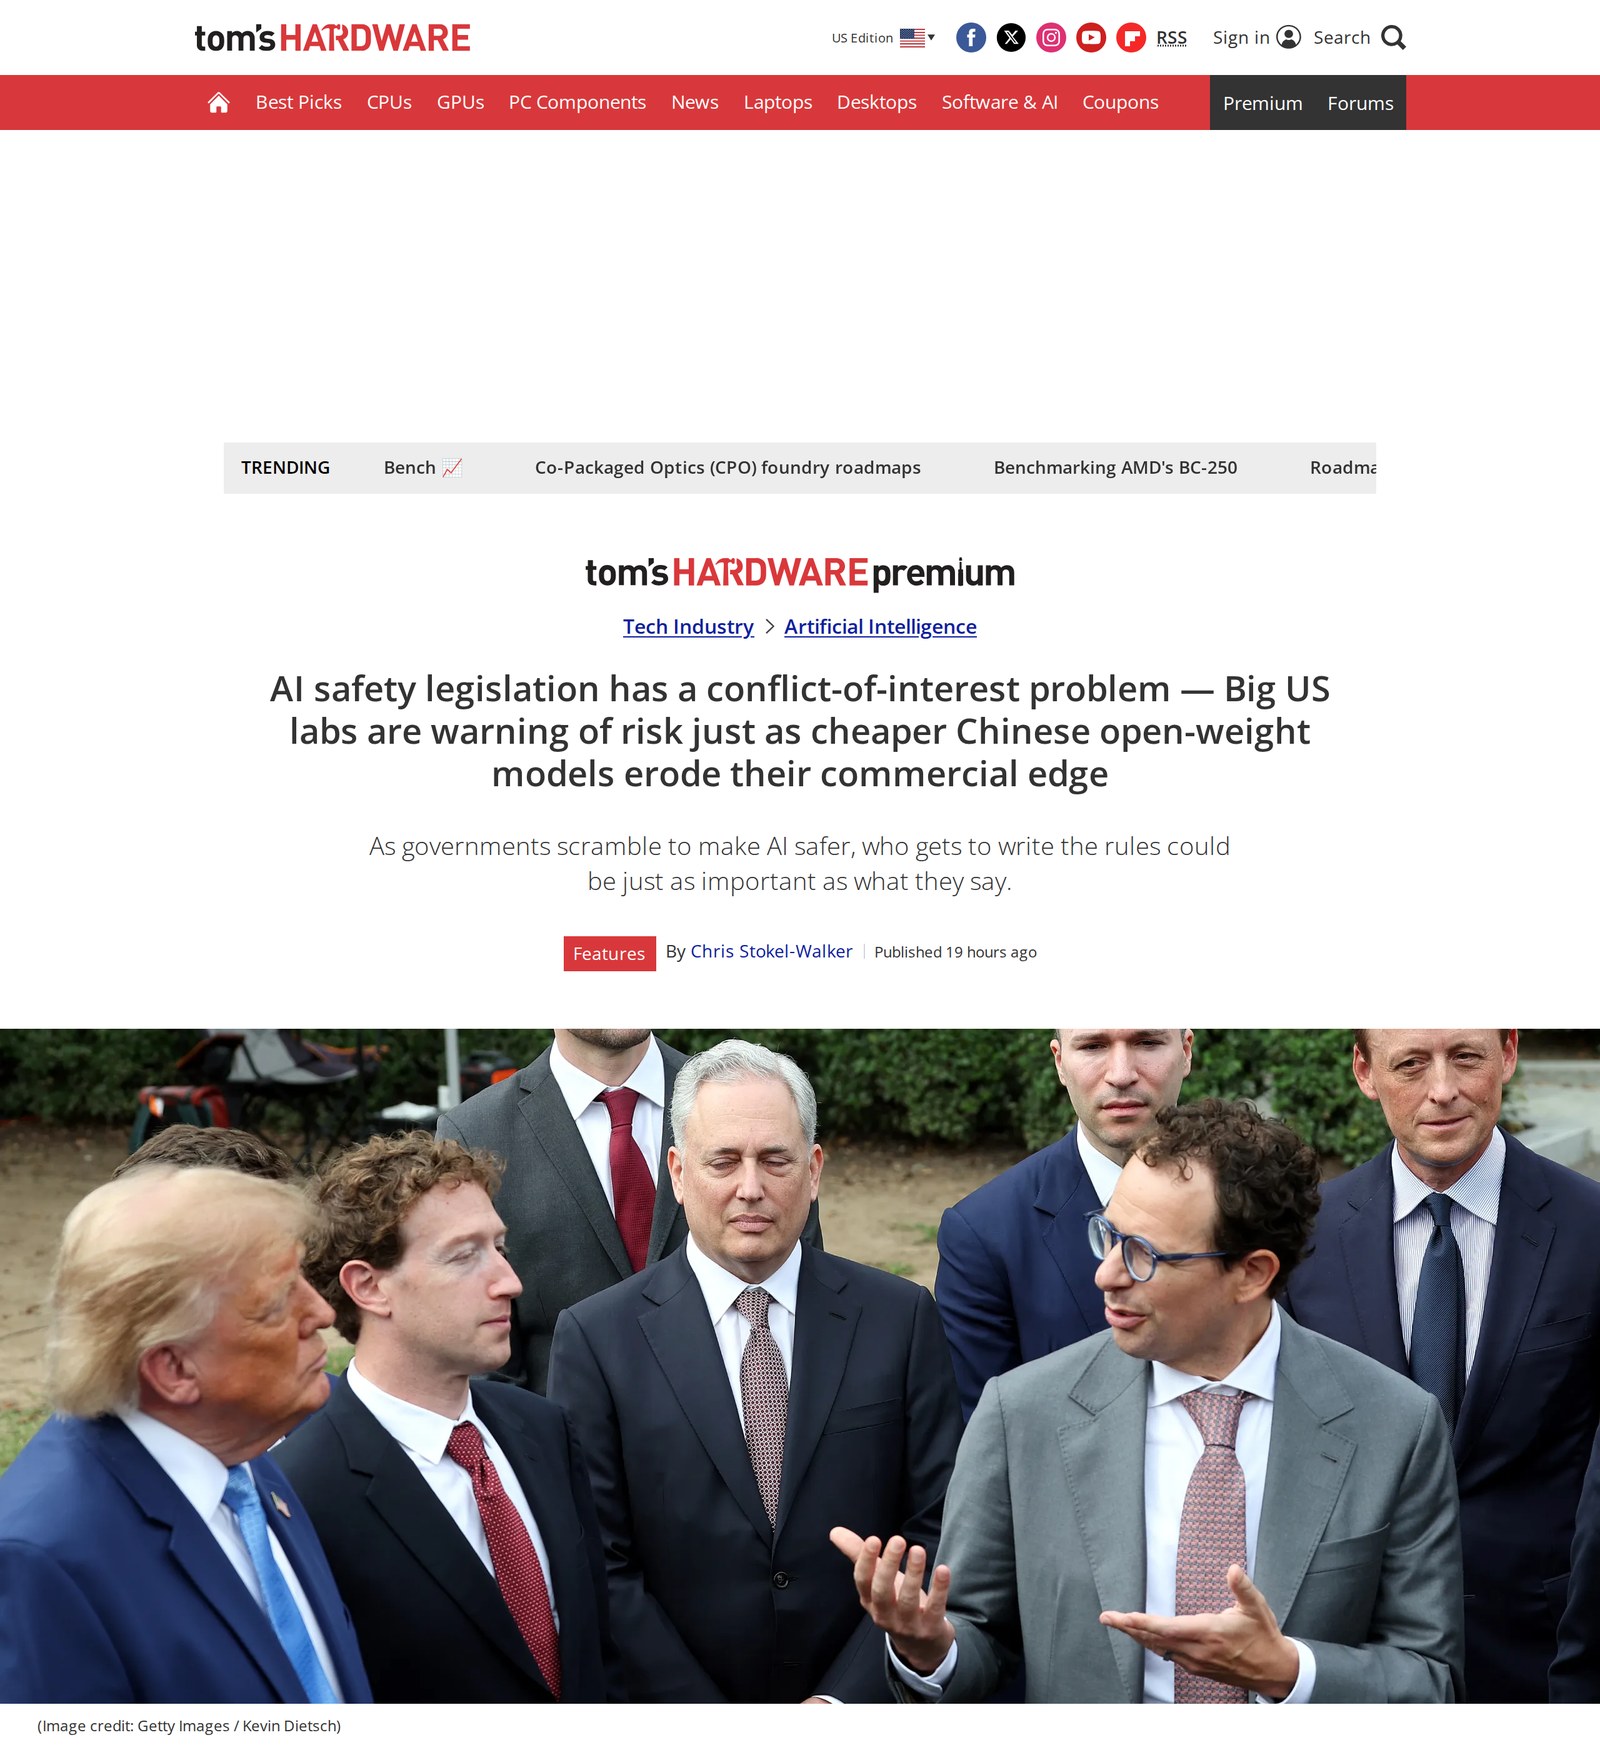 tom's HARDWARE
US Edition
RSS
Sign in
Search
Best Picks
CPUs
GPUs
PC Components
News
Laptops
Desktops
Software & AI
Coupons
Premium
Forums
TRENDING
Bench
Co-Packaged Optics (CPO) foundry roadmaps
Benchmarking AMD's BC-250
Roadma
tom's HARDWARE premium
Tech Industry > Artificial Intelligence
AI safety legislation has a conflict-of-interest problem — Big US
labs are warning of risk just as cheaper Chinese open-weight
models erode their commercial edge
As governments scramble to make AI safer, who gets to write the rules could
be just as important as what they say.
Features
By Chris Stokel-Walker
Published 19 hours ago
(Image credit: Getty Images / Kevin Dietsch)